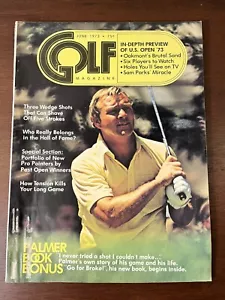 JUNE 1973 • 75¢
GOLF
MAGAZINE
IN-DEPTH PREVIEW
OF U.S. OPEN '73
• Oakmont's Brutal Sand
• Six Players to Watch
• Holes You'll See on TV
• Sam Parks' Miracle
Three Wedge Shots
That Can Shave
Off Five Strokes
Who Really Belongs
In the Hall of Fame?
Special Section:
Portfolio of New
Pro Pointers by
Past Open Winners
How Tension Kills
Your Long Game
PALMER
BOOK
BONUS
"I never tried a shot I couldn't make..."
Palmer's own story of his game and his life.
"Go for Broke!", his new book, begins inside.